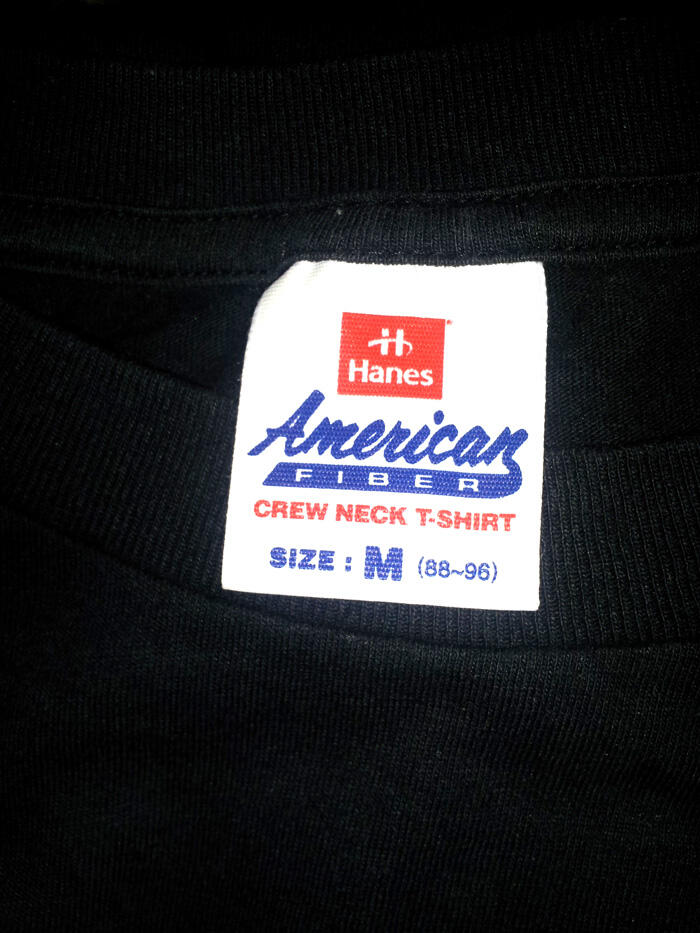 Hanes
American
FIBER
CREW NECK T-SHIRT
SIZE : M (88~96)